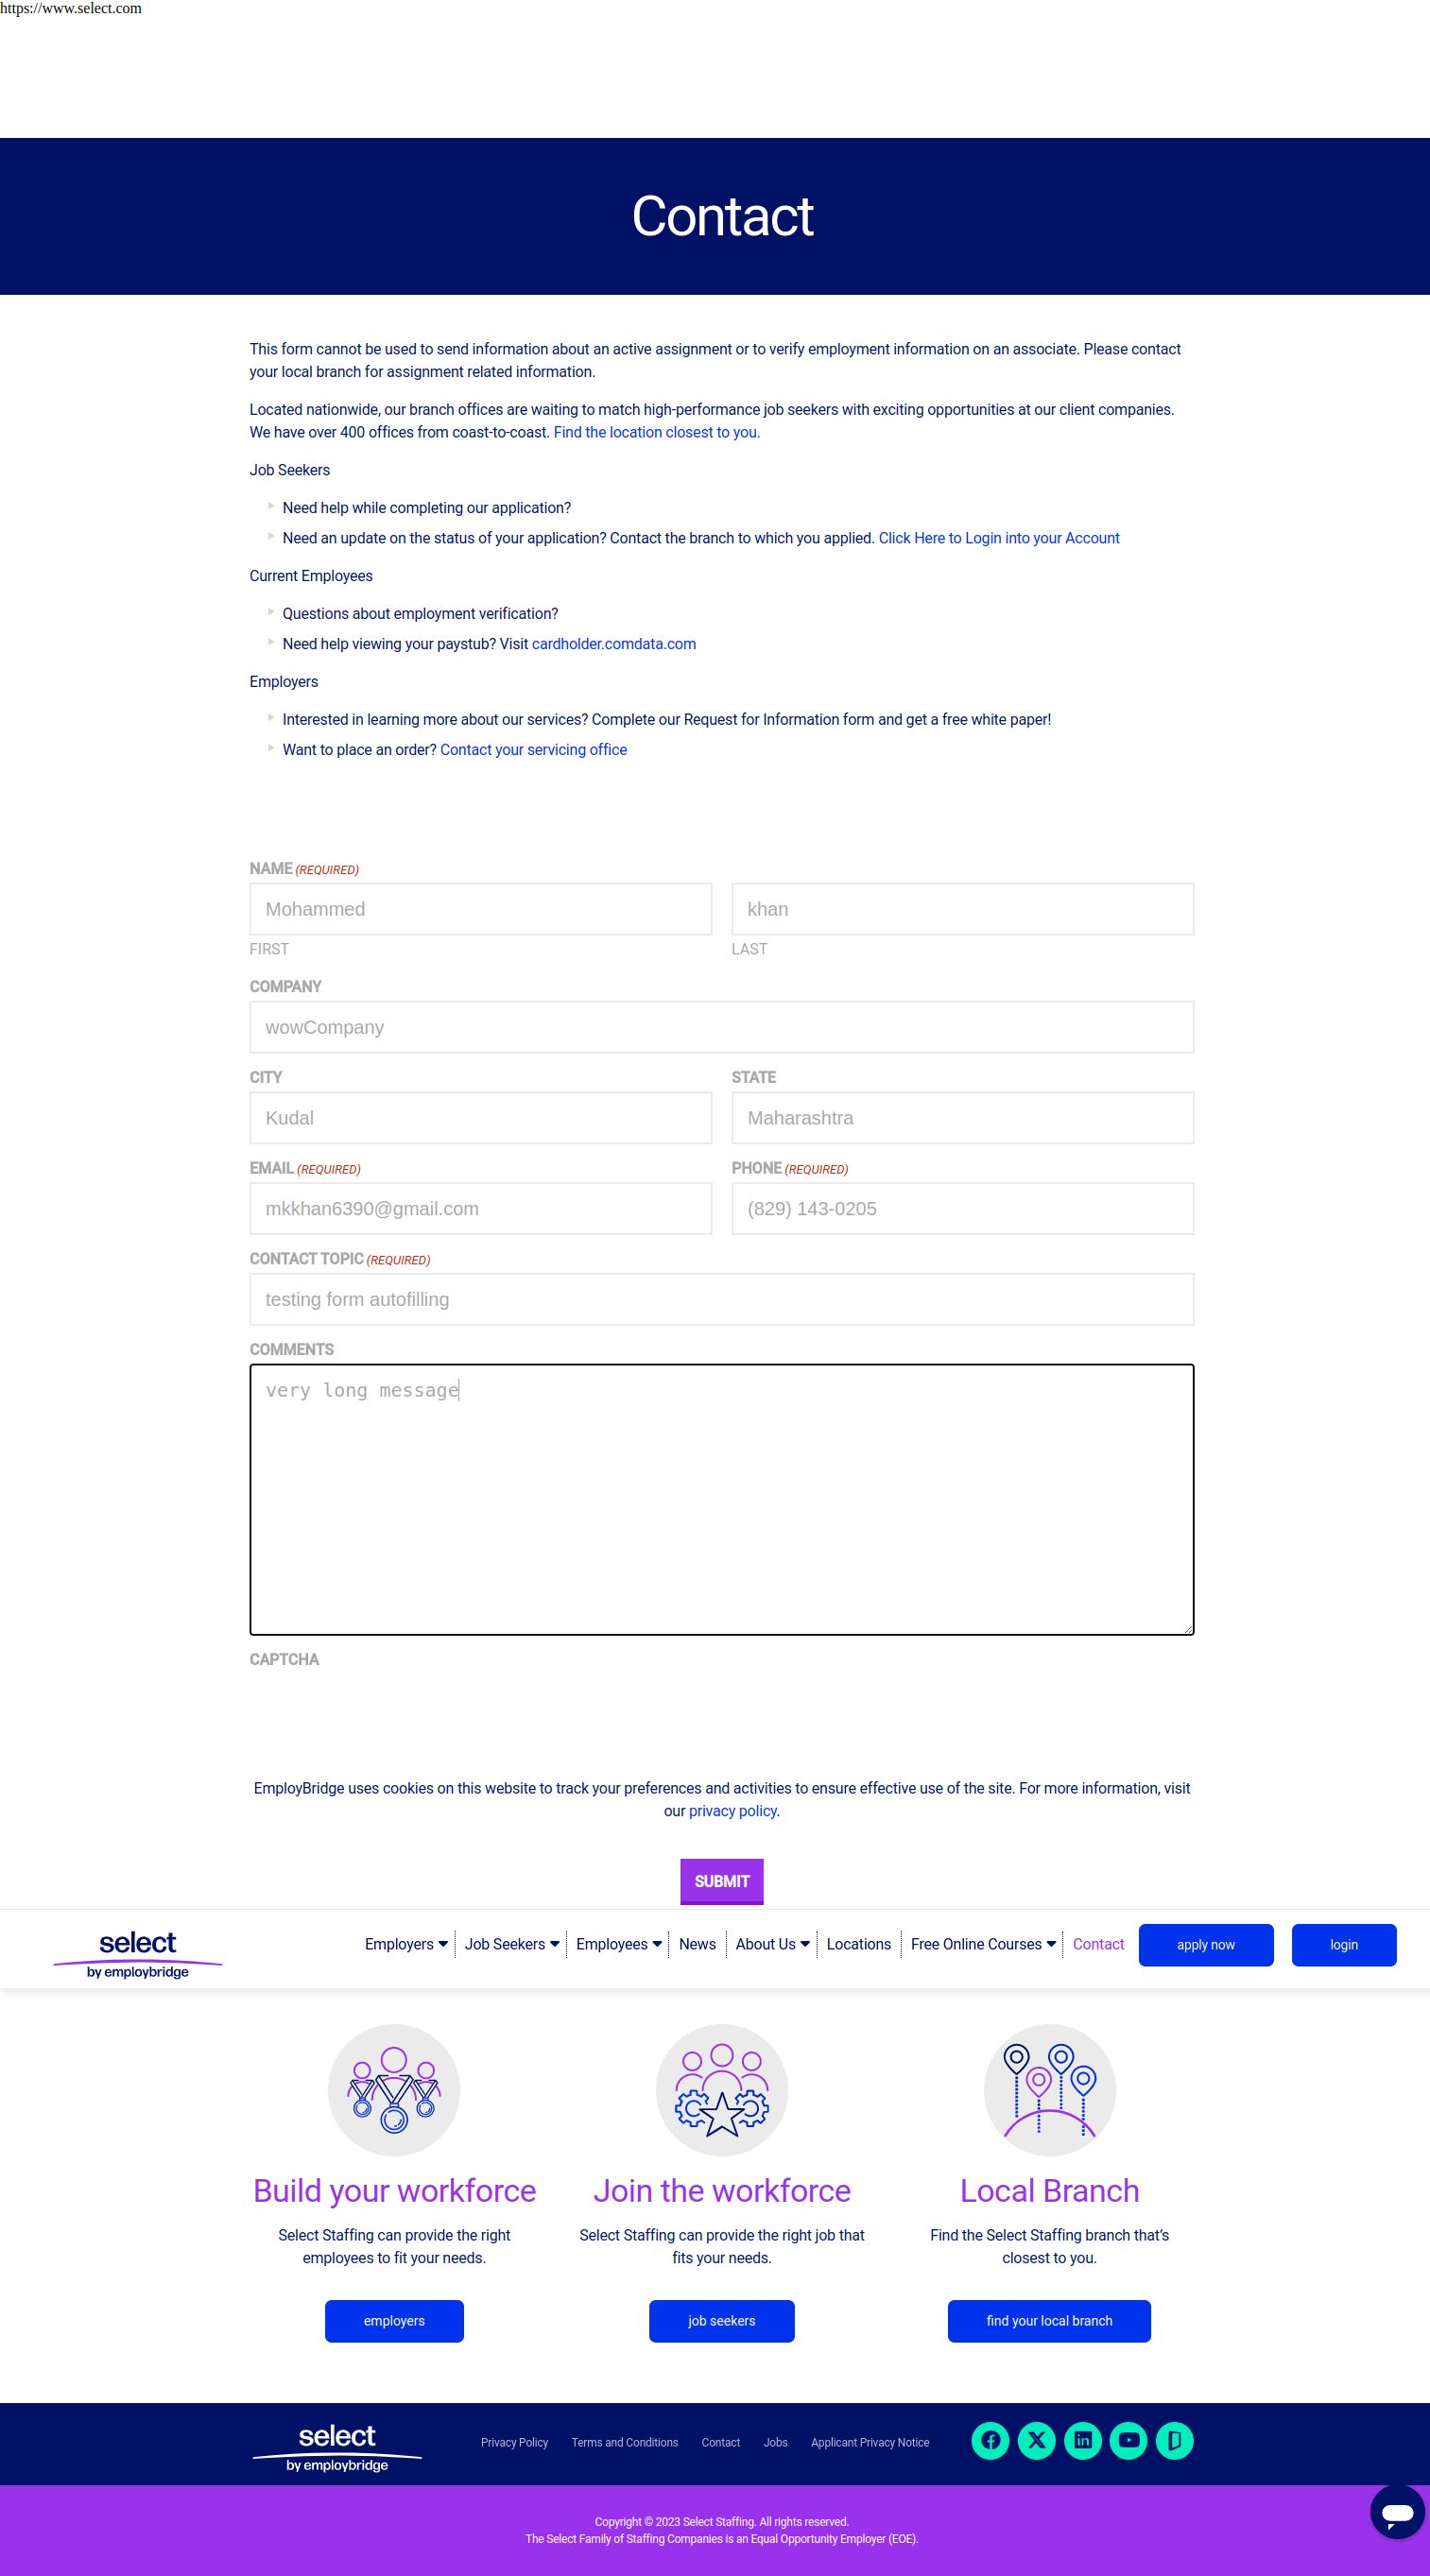 https://www.select.com
Contact
This form cannot be used to send information about an active assignment or to verify employment information on an associate. Please contact
your local branch for assignment related information.
Located nationwide, our branch offices are waiting to match high-performance job seekers with exciting opportunities at our client companies.
We have over 400 offices from coast-to-coast. Find the location closest to you.
Job Seekers
Need help while completing our application?
Need an update on the status of your application? Contact the branch to which you applied. Click Here to Login into your Account
Current Employees
Questions about employment verification?
Need help viewing your paystub? Visit cardholder.comdata.com
Employers
Interested in learning more about our services? Complete our Request for Information form and get a free white paper!
Want to place an order? Contact your servicing office
NAME (REQUIRED)
Mohammed khan
FIRST LAST
COMPANY
wowCompany
CITY STATE
Kudal Maharashtra
EMAIL (REQUIRED) PHONE (REQUIRED)
mkkhan6390@gmail.com (829) 143-0205
CONTACT TOPIC (REQUIRED)
testing form autofilling
COMMENTS
very long message
CAPTCHA
EmployBridge uses cookies on this website to track your preferences and activities to ensure effective use of the site. For more information, visit
our privacy policy.
SUBMIT
select
by employbridge
Employers Job Seekers Employees News About Us Locations Free Online Courses Contact apply now login
Build your workforce
Select Staffing can provide the right
employees to fit your needs.
employers
Join the workforce
Select Staffing can provide the right job that
fits your needs.
job seekers
Local Branch
Find the Select Staffing branch that’s
closest to you.
find your local branch
select
by employbridge
Privacy Policy Terms and Conditions Contact Jobs Applicant Privacy Notice
Copyright © 2023 Select Staffing. All rights reserved.
The Select Family of Staffing Companies is an Equal Opportunity Employer (EOE).